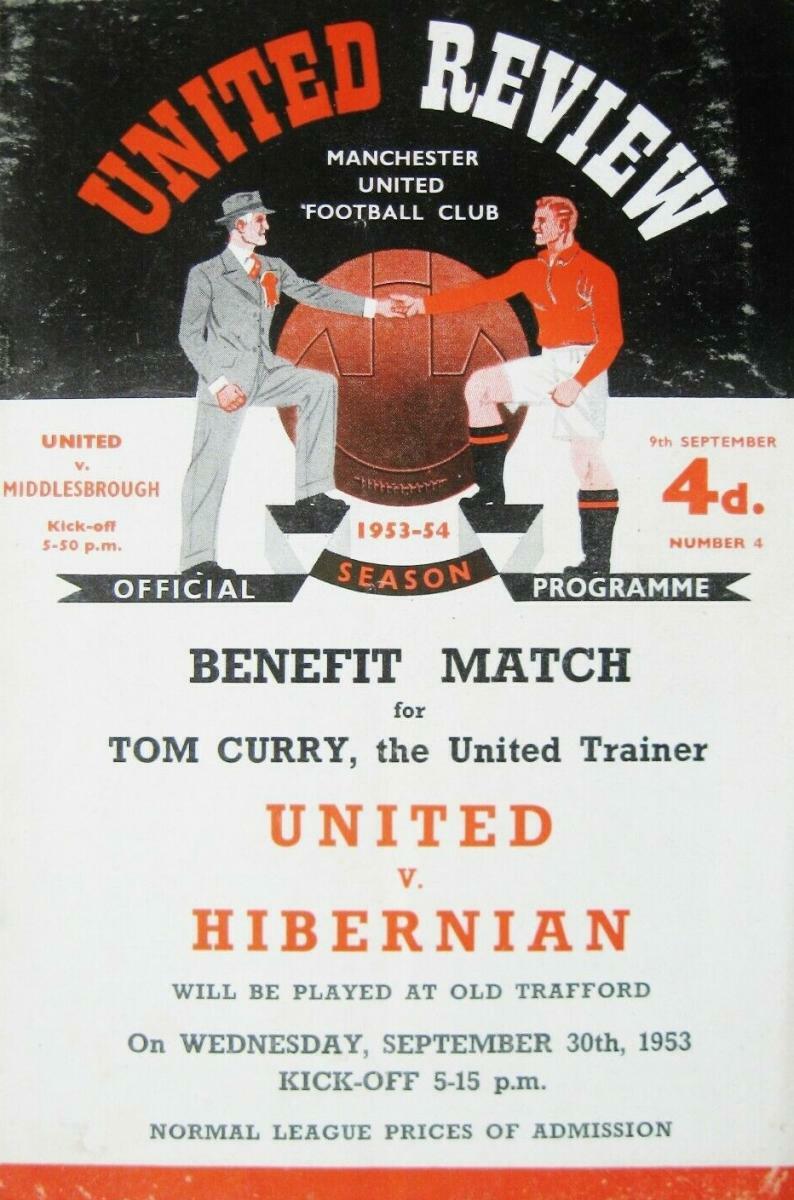 UNITED REVIEW
MANCHESTER
UNITED
FOOTBALL CLUB
UNITED
v.
MIDDLESBROUGH
Kick-off
5-50 p.m.
9th SEPTEMBER
4d.
NUMBER 4
1953-54
OFFICIAL SEASON PROGRAMME
BENEFIT MATCH
for
TOM CURRY, the United Trainer
UNITED
V.
HIBERNIAN
WILL BE PLAYED AT OLD TRAFFORD
On WEDNESDAY, SEPTEMBER 30th, 1953
KICK-OFF 5-15 p.m.
NORMAL LEAGUE PRICES OF ADMISSION